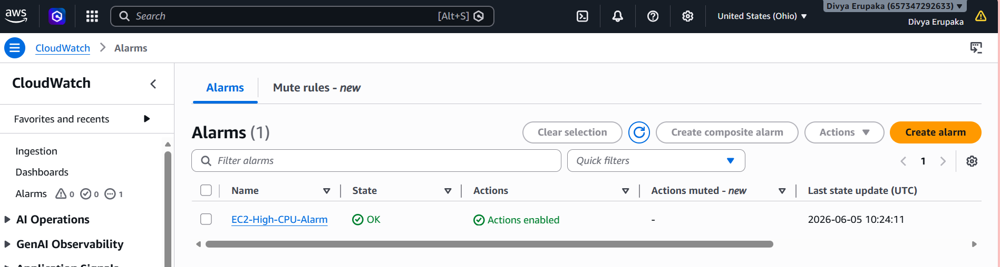 aws
Search [Alt+S]
United States (Ohio)
Divya Erupaka (657347292633)
Divya Erupaka
CloudWatch Alarms
CloudWatch
Favorites and recents
Ingestion
Dashboards
Alarms 0 0 1
AI Operations
GenAI Observability
Application Signals
Alarms Mute rules - new
Alarms (1)
Clear selection Create composite alarm Actions Create alarm
Filter alarms Quick filters 1
Name State Actions Actions muted - new Last state update (UTC)
EC2-High-CPU-Alarm OK Actions enabled - 2026-06-05 10:24:11